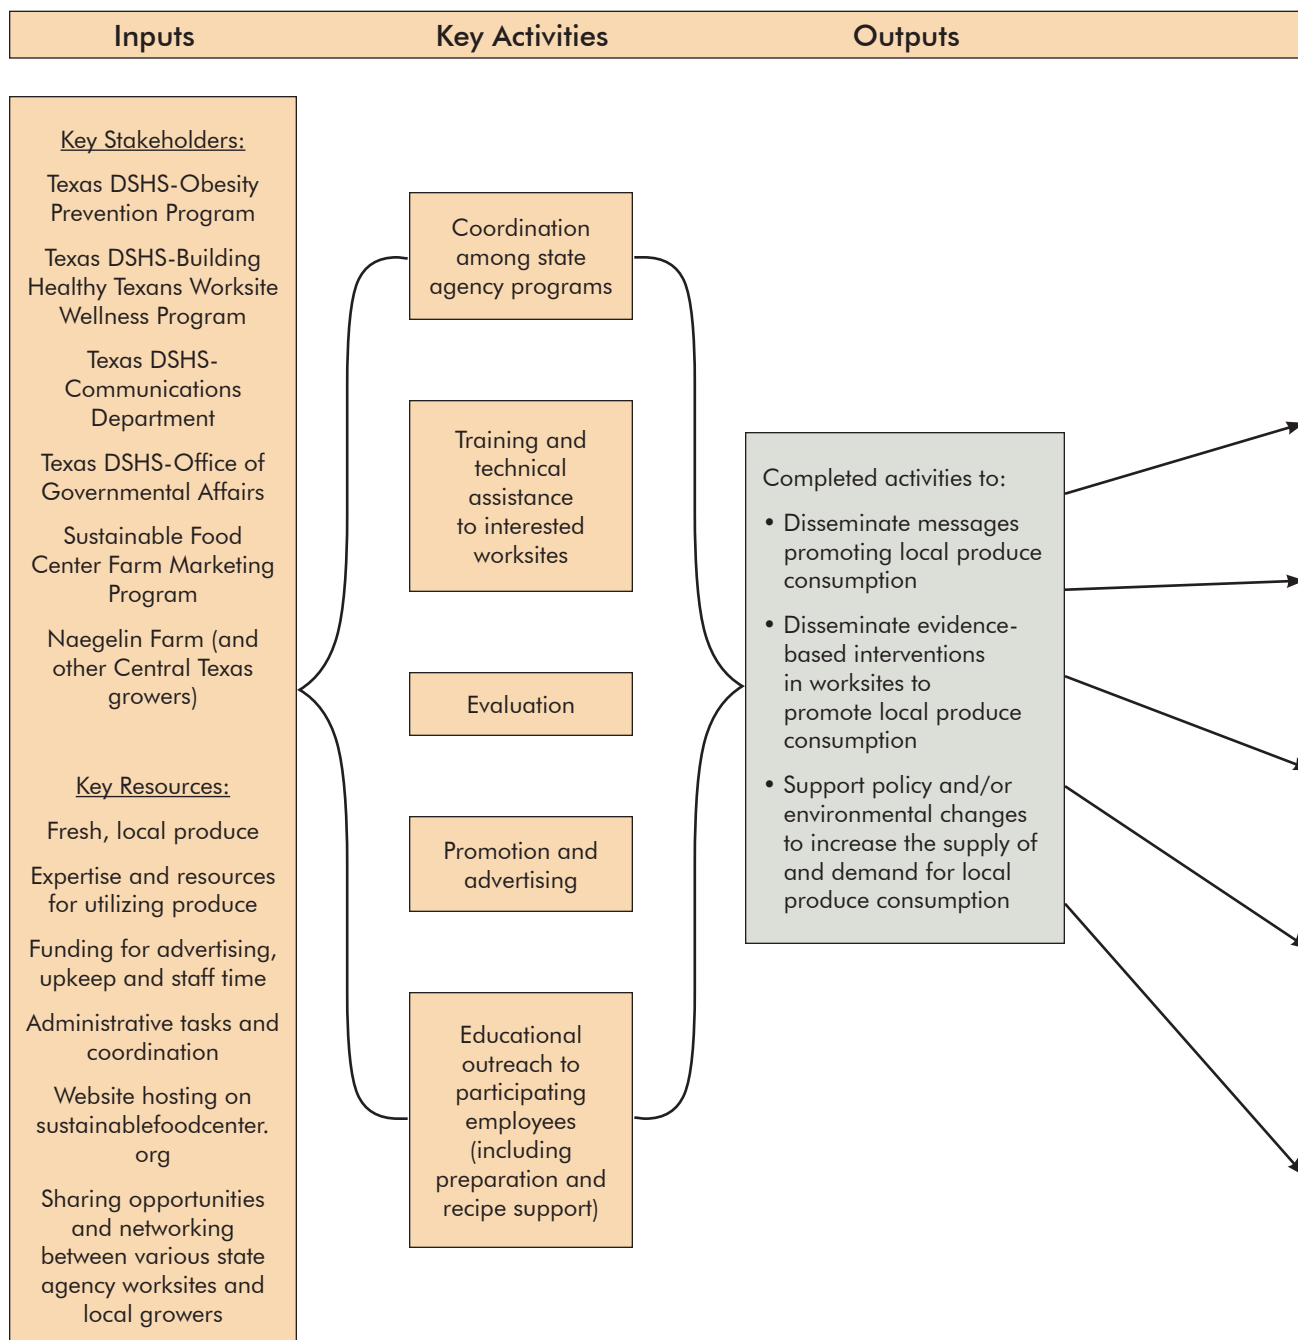 Inputs
Key Activities
Outputs
Key Stakeholders:
Texas DSHS-Obesity
Prevention Program
Texas DSHS-Building
Healthy Texans Worksite
Wellness Program
Texas DSHS-
Communications
Department
Texas DSHS-Office of
Governmental Affairs
Sustainable Food
Center Farm Marketing
Program
Naegelin Farm (and
other Central Texas
growers)
Key Resources:
Fresh, local produce
Expertise and resources
for utilizing produce
Funding for advertising,
upkeep and staff time
Administrative tasks and
coordination
Website hosting on
sustainablefoodcenter.
org
Sharing opportunities
and networking
between various state
agency worksites and
local growers
Coordination
among state
agency programs
Training and
technical
assistance
to interested
worksites
Evaluation
Promotion and
advertising
Educational
outreach to
participating
employees
(including
preparation and
recipe support)
Completed activities to:
• Disseminate messages
promoting local produce
consumption
• Disseminate evidence-
based interventions
in worksites to
promote local produce
consumption
• Support policy and/or
environmental changes
to increase the supply of
and demand for local
produce consumption